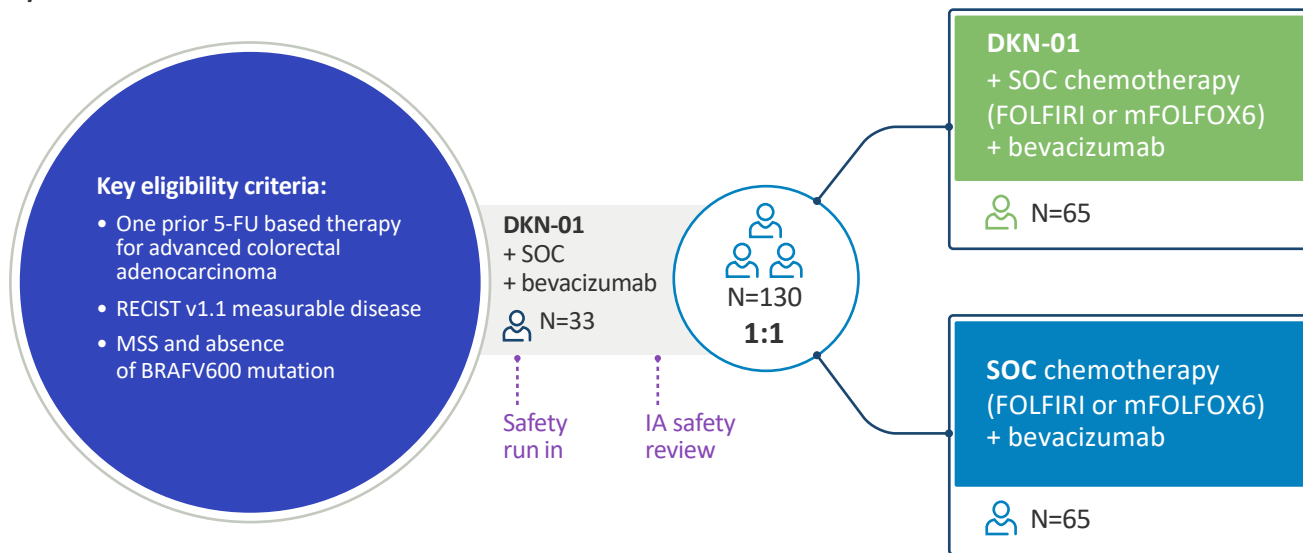 Key eligibility criteria:
• One prior 5-FU based therapy
for advanced colorectal
adenocarcinoma
• RECIST v1.1 measurable disease
• MSS and absence
of BRAFV600 mutation
DKN-01
+ SOC
+ bevacizumab
N=33
Safety
run in
IA safety
review
N=130
1:1
DKN-01
+ SOC chemotherapy
(FOLFIRI or mFOLFOX6)
+ bevacizumab
N=65
SOC chemotherapy
(FOLFIRI or mFOLFOX6)
+ bevacizumab
N=65